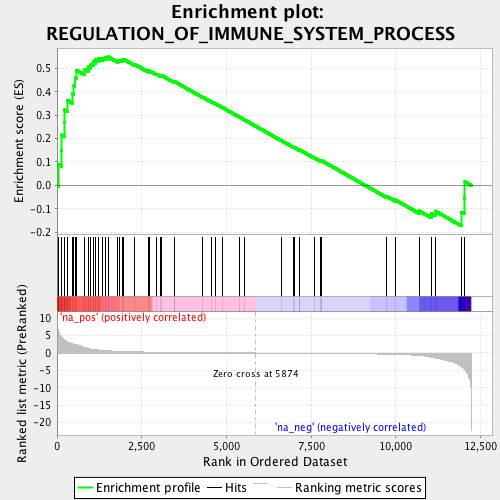 Enrichment plot:
REGULATION_OF_IMMUNE_SYSTEM_PROCESS
Enrichment score (ES)
0.5
0.4
0.3
0.2
0.1
0.0
-0.1
-0.2
'na_pos' (positively correlated)
Ranked list metric (PreRanked)
10
5
0
-5
-10
-15
-20
Zero cross at 5874
'na_neg' (negatively correlated)
0
2,500
5,000
7,500
10,000
12,500
Rank in Ordered Dataset
Enrichment profile
Hits
Ranking metric scores